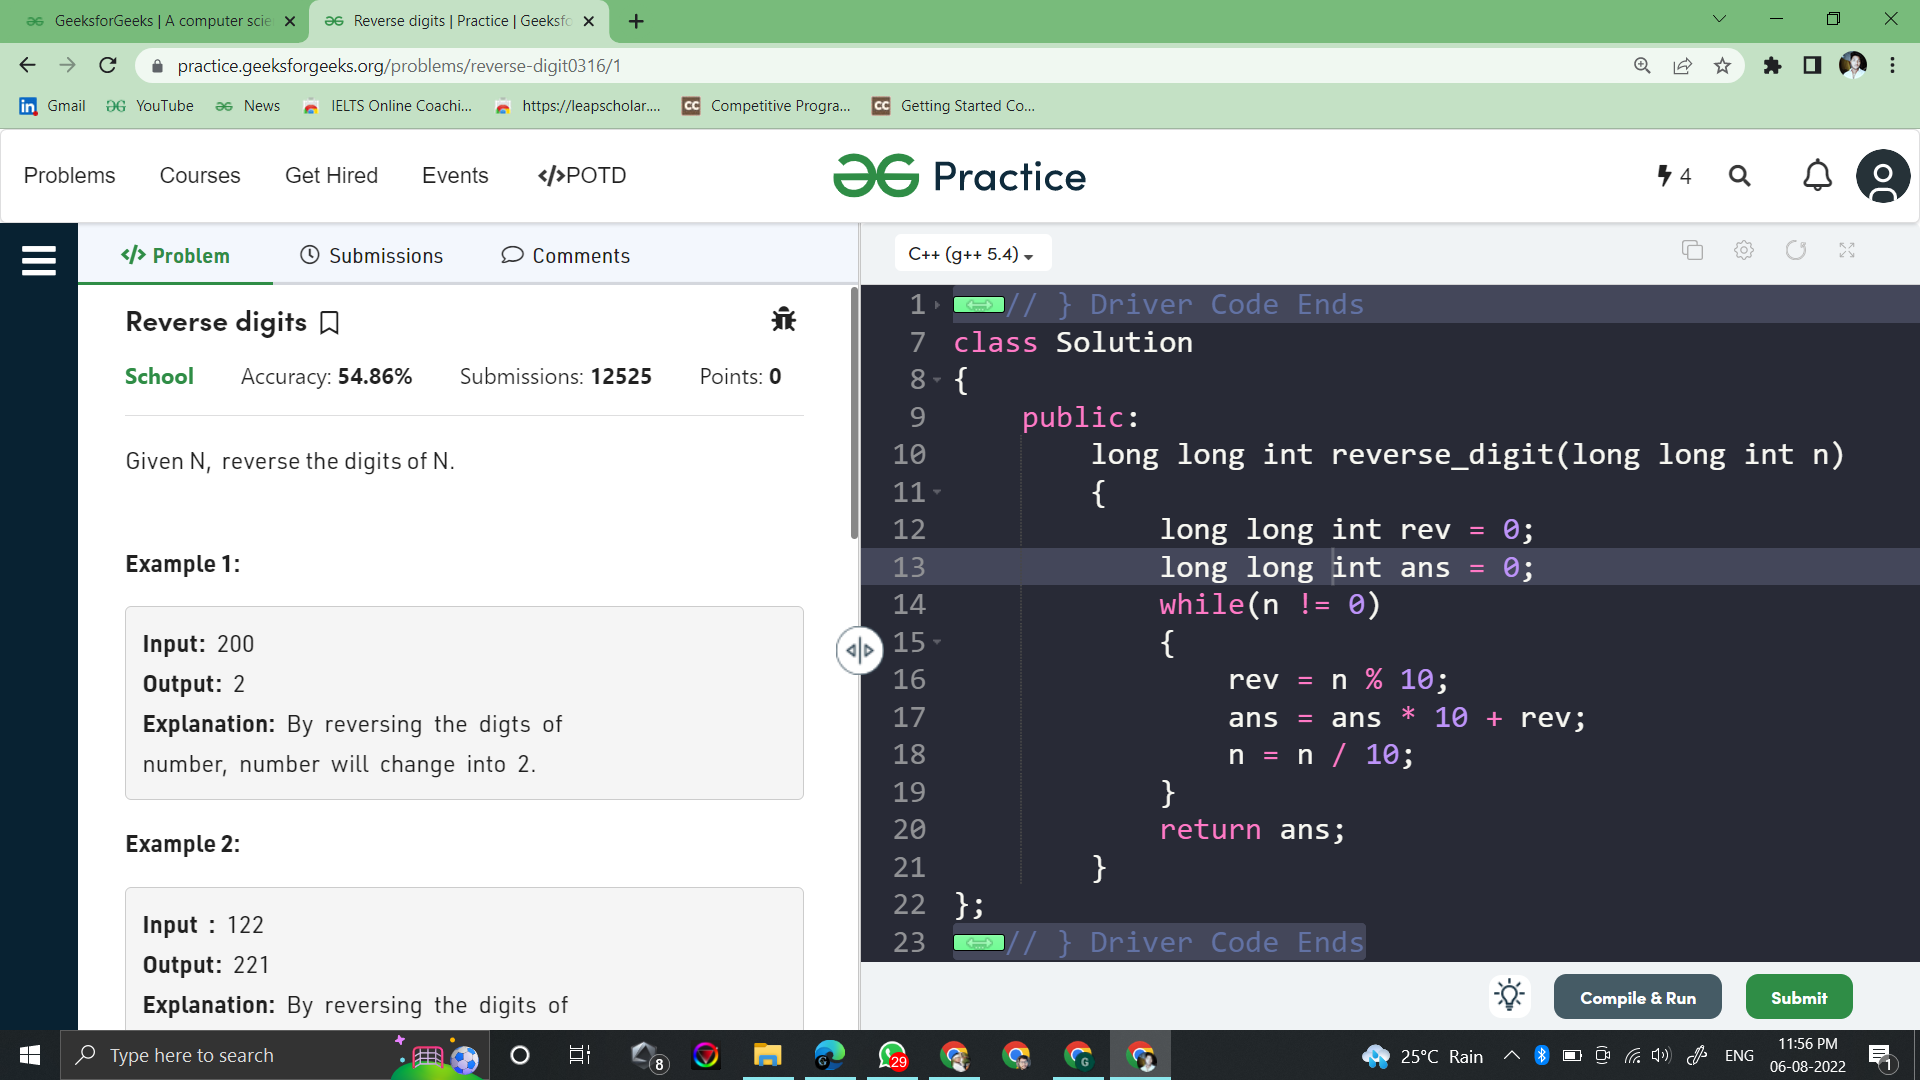 GeeksforGeeks | A computer scie
Reverse digits | Practice | Geeksfo
practice.geeksforgeeks.org/problems/reverse-digit0316/1
Gmail YouTube News IELTS Online Coachi... https://leapscholar.... CC Competitive Progra... CC Getting Started Co...
Problems Courses Get Hired Events </>POTD Practice 4
</> Problem Submissions Comments
C++ (g++ 5.4)
Reverse digits
School Accuracy: 54.86% Submissions: 12525 Points: 0
Given N, reverse the digits of N.
Example 1:
Input: 200
Output: 2
Explanation: By reversing the digts of
number, number will change into 2.
Example 2:
Input : 122
Output: 221
Explanation: By reversing the digits of
1 // } Driver Code Ends
7 class Solution
8 {
9 public:
10 long long int reverse_digit(long long int n)
11 {
12 long long int rev = 0;
13 long long int ans = 0;
14 while(n != 0)
15 {
16 rev = n % 10;
17 ans = ans * 10 + rev;
18 n = n / 10;
19 }
20 return ans;
21 }
22 };
23 // } Driver Code Ends
Compile & Run Submit
Type here to search
8
29
25°C Rain
ENG
11:56 PM
06-08-2022
1